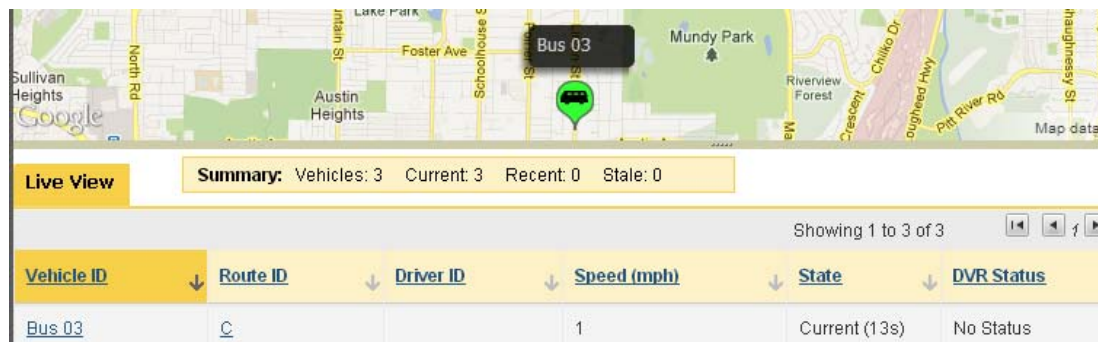 Lake Park
North Rd
Foster Ave
Schoolhouse S
Bus 03
Mundy Park
Chilko Dr
haughnessy St
Sullivan
Heights
Austin
Heights
Riverview
Forest
Crescent
ougheed Hwy
Pitt River Rd
Google
Map data
Live View
Summary: Vehicles: 3 Current: 3 Recent: 0 Stale: 0
Showing 1 to 3 of 3
1
Vehicle ID Route ID Driver ID Speed (mph) State DVR Status
Bus 03 C 1 Current (13s) No Status